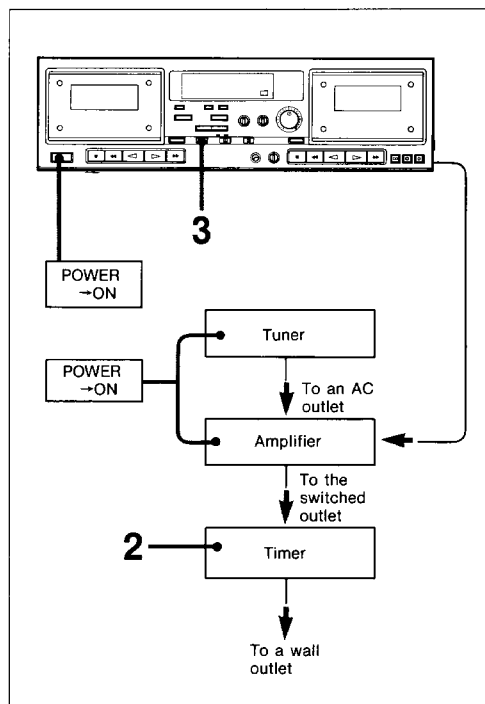 3
POWER
→ON
POWER
→ON
Tuner
To an AC
outlet
Amplifier
To the
switched
outlet
2
Timer
To a wall
outlet